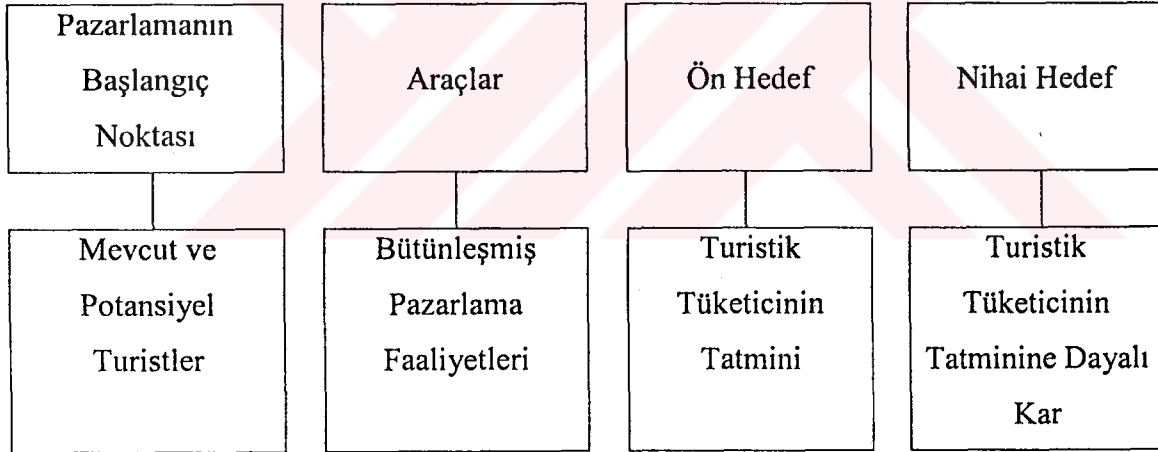 Pazarlamanın
Başlangıç
Noktası
Araçlar
Ön Hedef
Nihai Hedef
Mevcut ve
Potansiyel
Turistler
Bütünleşmiş
Pazarlama
Faaliyetleri
Turistik
Tüketicinin
Tatmini
Turistik
Tüketicinin
Tatminine Dayalı
Kar